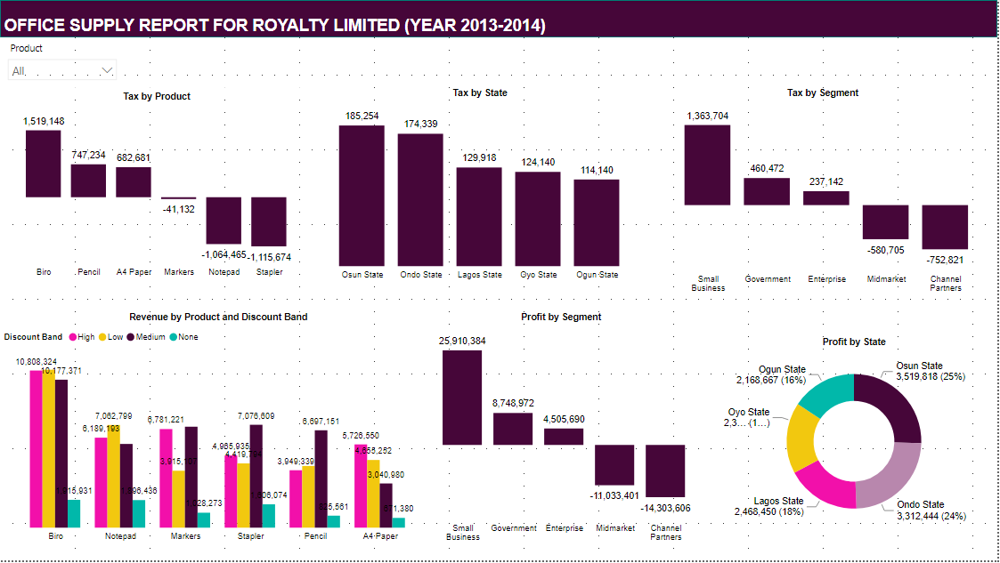 OFFICE SUPPLY REPORT FOR ROYALTY LIMITED (YEAR 2013-2014)
Product
All
Tax by Product
1,519,148
747,234
682,681
-41,132
-1,064,465
-1,115,674
Biro
Pencil
A4 Paper
Markers
Notepad
Stapler
Tax by State
185,254
174,339
129,918
124,140
114,140
Osun State
Ondo State
Lagos State
Oyo State
Ogun State
Tax by Segment
1,363,704
460,472
237,142
-580,705
-752,821
Small
Business
Government
Enterprise
Midmarket
Channel
Partners
Revenue by Product and Discount Band
Discount Band
High
Low
Medium
None
10,808,324
10,177,371
6,189,193
7,062,799
6,781,221
7,076,609
3,949,339
6,697,151
5,726,550
3,040,980
Biro
Notepad
Markers
Stapler
Pencil
A4 Paper
Profit by Segment
25,910,384
8,748,972
4,505,690
-11,033,401
-14,303,606
Small
Business
Government
Enterprise
Midmarket
Channel
Partners
Profit by State
Ogun State
2,168,667 (16%)
Osun State
3,519,818 (25%)
Oyo State
2,3... (1...)
Lagos State
2,468,450 (18%)
Ondo State
3,312,444 (24%)